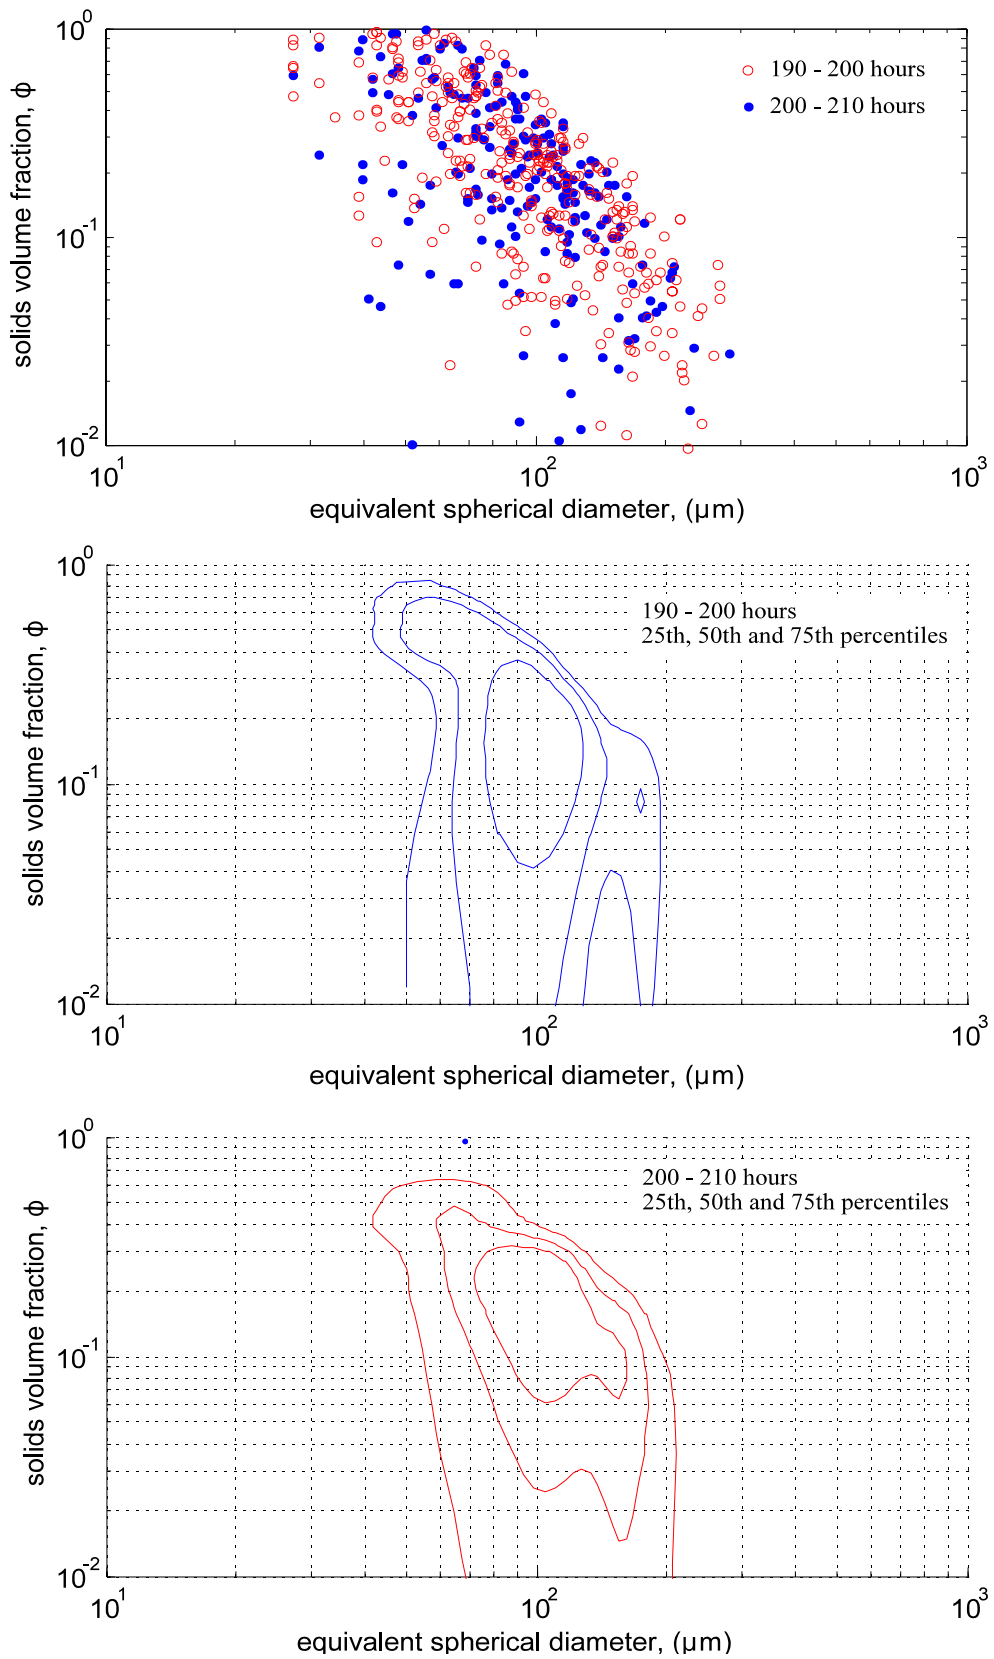 10^0
190 - 200 hours
200 - 210 hours
solids volume fraction, ϕ
10^-1
10^-2
10^1
10^2
10^3
equivalent spherical diameter, (µm)
10^0
190 - 200 hours
25th, 50th and 75th percentiles
solids volume fraction, ϕ
10^-1
10^-2
10^1
10^2
10^3
equivalent spherical diameter, (µm)
10^0
200 - 210 hours
25th, 50th and 75th percentiles
solids volume fraction, ϕ
10^-1
10^-2
10^1
10^2
10^3
equivalent spherical diameter, (µm)